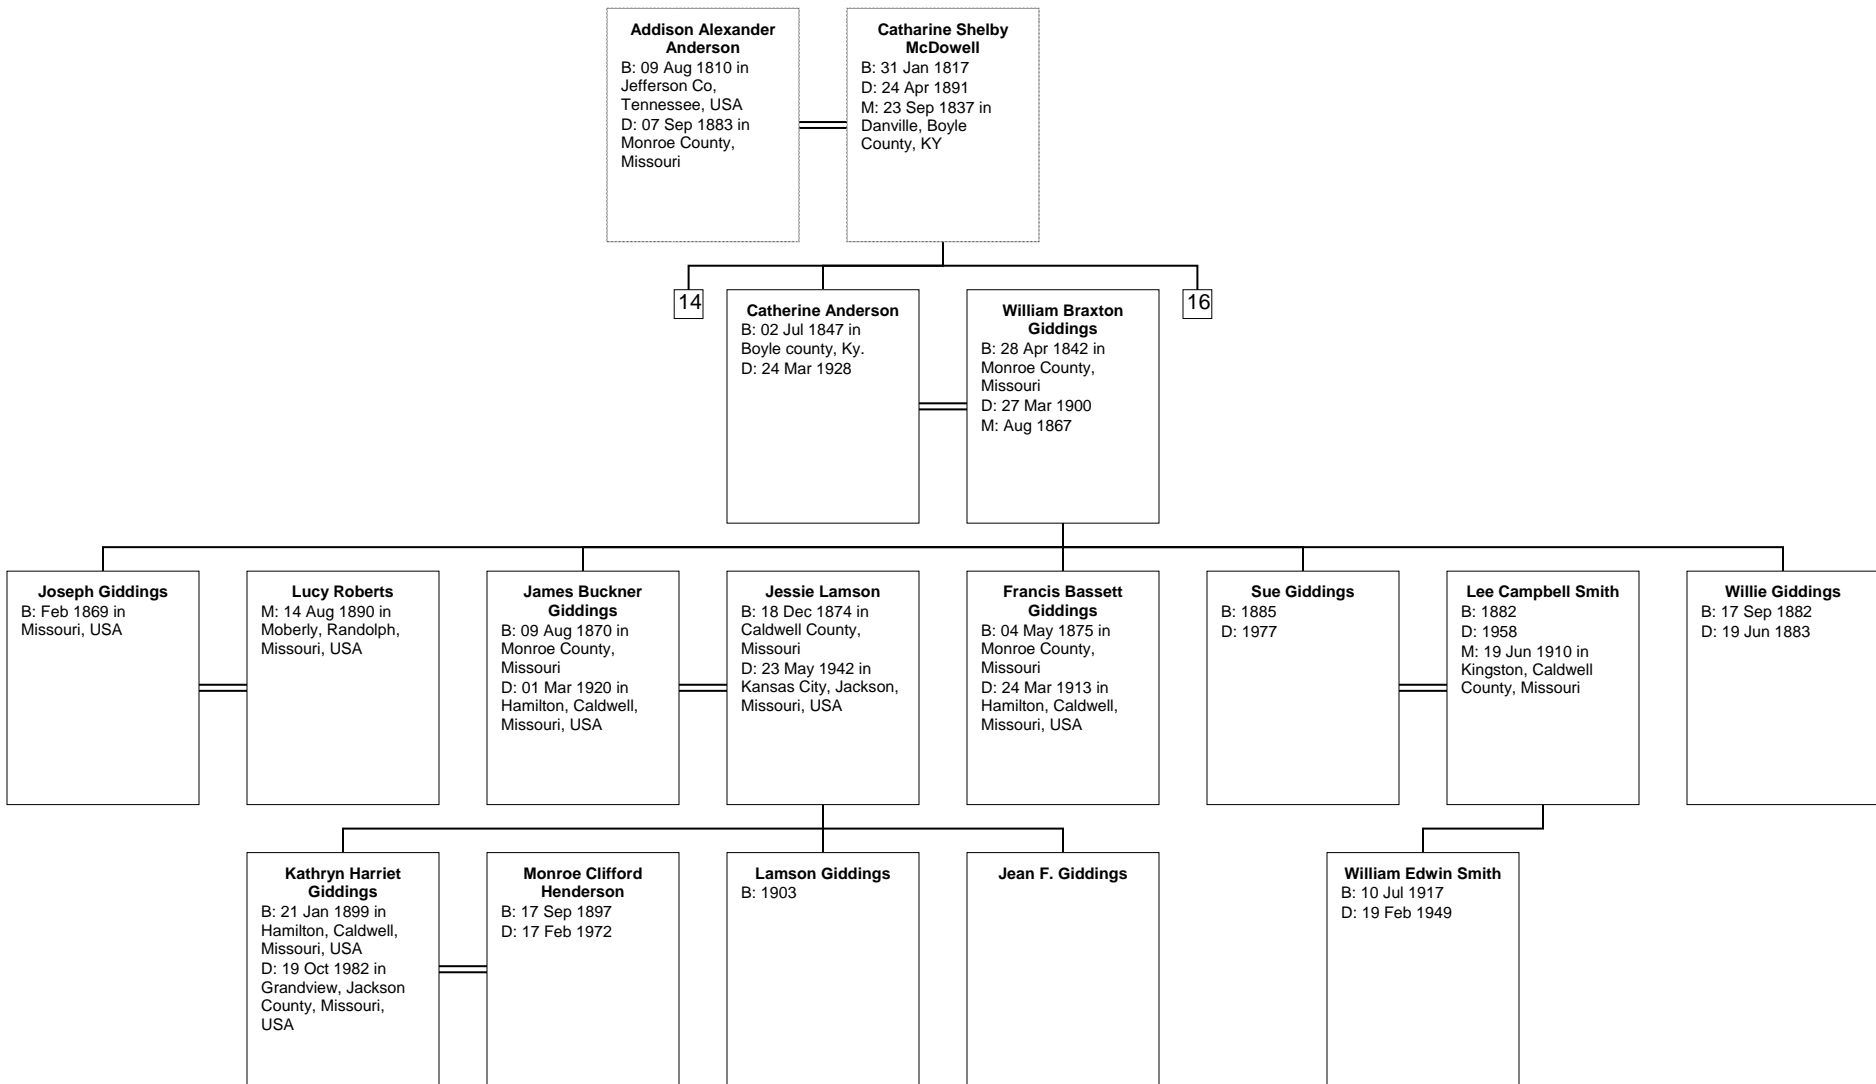 Addison Alexander
Anderson
B: 09 Aug 1810 in
Jefferson Co,
Tennessee, USA
D: 07 Sep 1883 in
Monroe County,
Missouri
Catharine Shelby
McDowell
B: 31 Jan 1817
D: 24 Apr 1891
M: 23 Sep 1837 in
Danville, Boyle
County, KY
14
Catherine Anderson
B: 02 Jul 1847 in
Boyle county, Ky.
D: 24 Mar 1928
William Braxton
Giddings
B: 28 Apr 1842 in
Monroe County,
Missouri
D: 27 Mar 1900
M: Aug 1867
16
Joseph Giddings
B: Feb 1869 in
Missouri, USA
Lucy Roberts
M: 14 Aug 1890 in
Moberly, Randolph,
Missouri, USA
James Buckner
Giddings
B: 09 Aug 1870 in
Monroe County,
Missouri
D: 01 Mar 1920 in
Hamilton, Caldwell,
Missouri, USA
Jessie Lamson
B: 18 Dec 1874 in
Caldwell County,
Missouri
D: 23 May 1942 in
Kansas City, Jackson,
Missouri, USA
Francis Bassett
Giddings
B: 04 May 1875 in
Monroe County,
Missouri
D: 24 Mar 1913 in
Hamilton, Caldwell,
Missouri, USA
Sue Giddings
B: 1885
D: 1977
Lee Campbell Smith
B: 1882
D: 1958
M: 19 Jun 1910 in
Kingston, Caldwell
County, Missouri
Willie Giddings
B: 17 Sep 1882
D: 19 Jun 1883
Kathryn Harriet
Giddings
B: 21 Jan 1899 in
Hamilton, Caldwell,
Missouri, USA
D: 19 Oct 1982 in
Grandview, Jackson
County, Missouri,
USA
Monroe Clifford
Henderson
B: 17 Sep 1897
D: 17 Feb 1972
Lamson Giddings
B: 1903
Jean F. Giddings
William Edwin Smith
B: 10 Jul 1917
D: 19 Feb 1949